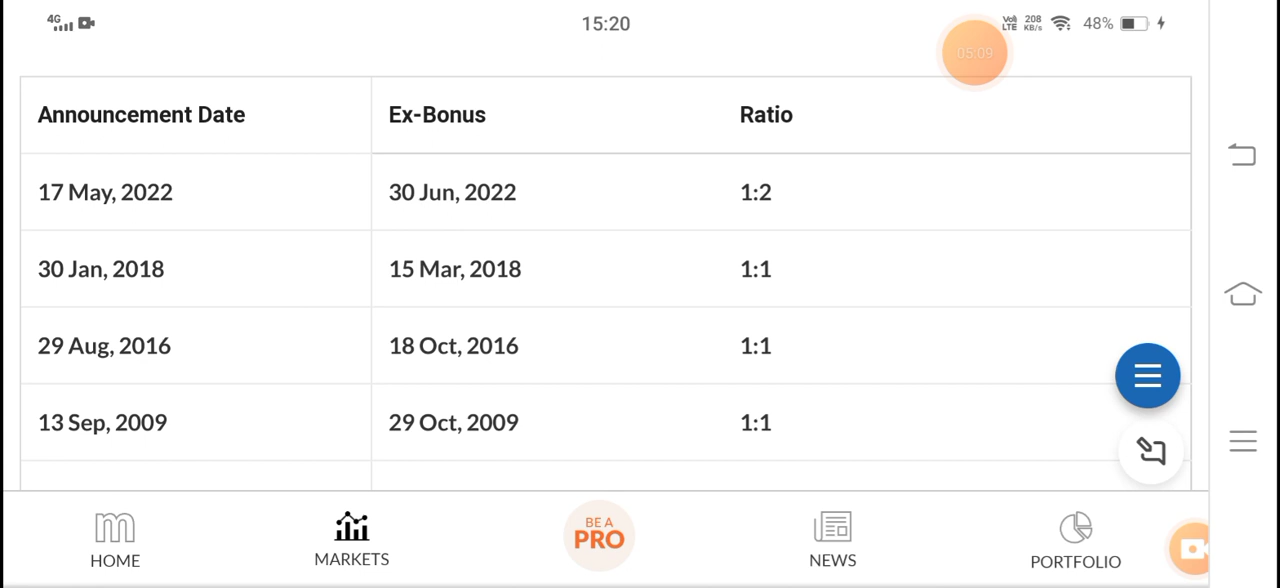 4G 15:20 Vo) LTE 208 KB/s 48%
05:09
Announcement Date Ex-Bonus Ratio
17 May, 2022 30 Jun, 2022 1:2
30 Jan, 2018 15 Mar, 2018 1:1
29 Aug, 2016 18 Oct, 2016 1:1
13 Sep, 2009 29 Oct, 2009 1:1
m
BE A
PRO
HOME MARKETS NEWS PORTFOLIO